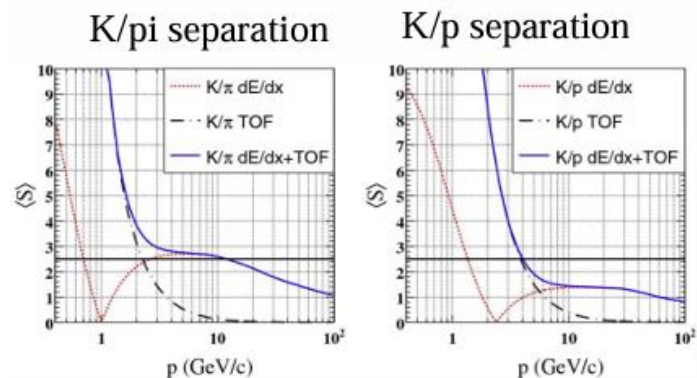 K/pi separation
K/p separation
10
9
8
7
6
5
4
3
2
1
0
⟨S⟩
K/π dE/dx
K/π TOF
K/π dE/dx+TOF
1
10
10²
p (GeV/c)
10
9
8
7
6
5
4
3
2
1
0
⟨S⟩
K/p dE/dx
K/p TOF
K/p dE/dx+TOF
1
10
10²
p (GeV/c)